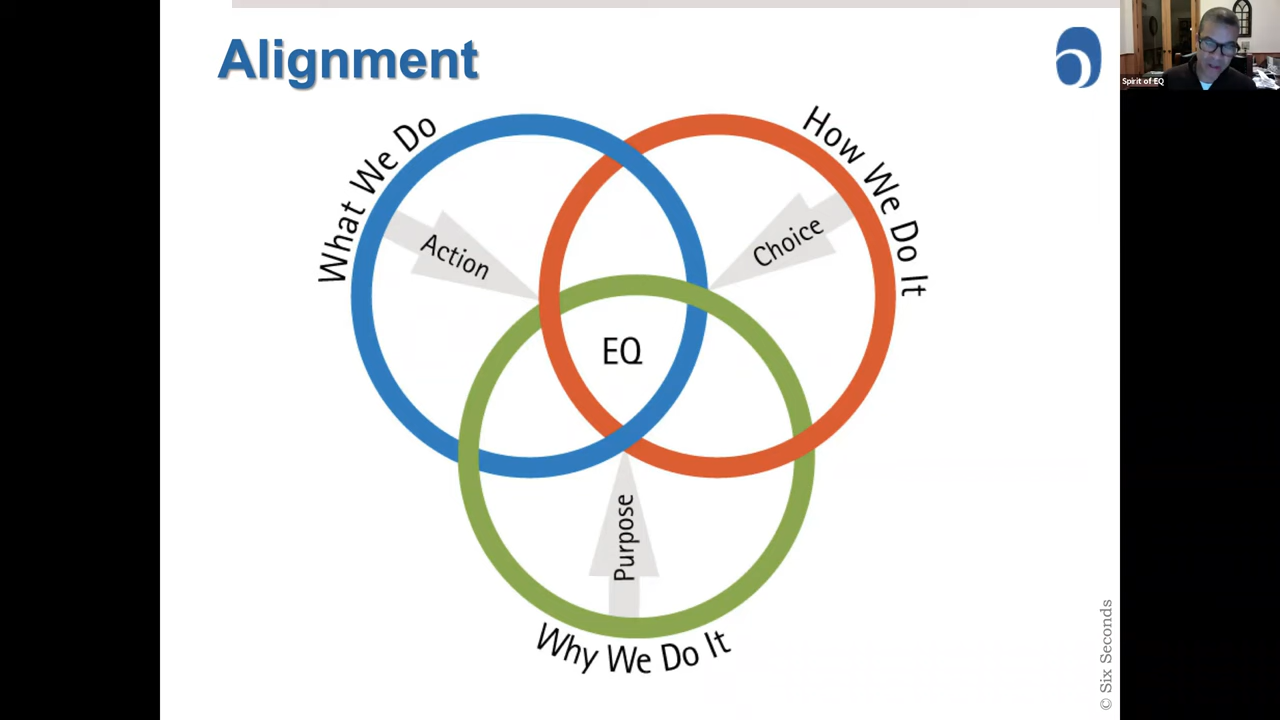 Alignment
Spirit of EQ
What We Do
How We Do It
Action
Choice
EQ
Purpose
Why We Do It
© Six Seconds